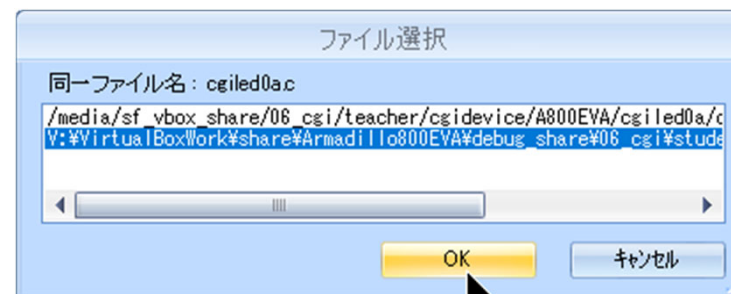 ファイル選択
同一ファイル名 : cgiled0a.c
/media/sf_vbox_share/06_cgi/teacher/cgidevice/A800EVA/cgiled0a/c
V:¥VirtualBoxWork¥share¥Armadillo800EVA¥debug_share¥06_cgi¥stude
OK
キャンセル